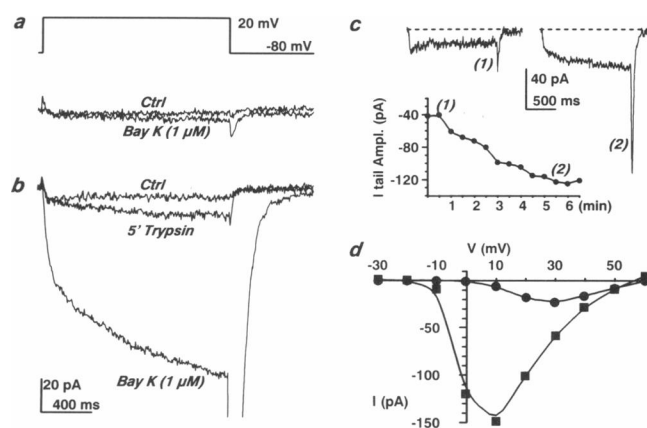 a
20 mV
-80 mV
Ctrl
Bay K (1 µM)
b
Ctrl
5' Trypsin
Bay K (1 µM)
20 pA
400 ms
c
(1)
40 pA
500 ms
(2)
I tail Ampl. (pA)
-40
-80
-120
(1)
(2)
1 2 3 4 5 6 (min)
d
V (mV)
-30 -10 10 30 50
-50
-100
I (pA)
-150